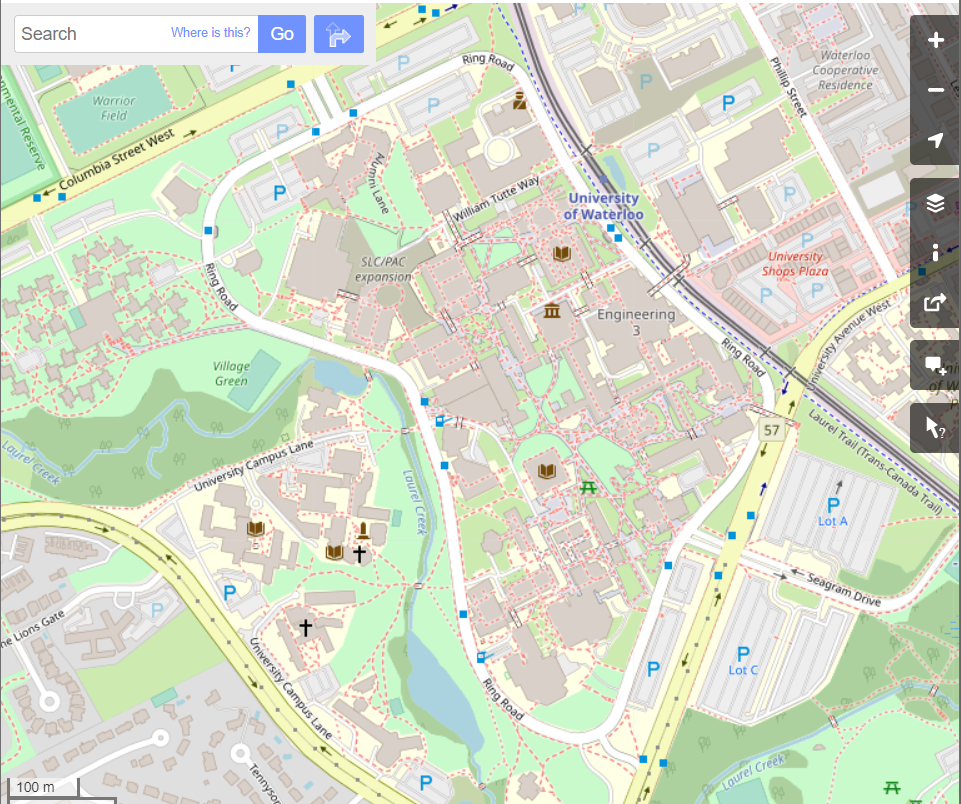 Search
Where is this?
Go
Ring Road
Phillip Street
Waterloo
Cooperative
Residence
Warrior
Field
Columbia Street West
Mummi Lane
William Tutte Way
University
of Waterloo
SLC/PAC
expansion
University
Shops Plaza
Ring Road
Engineering
3
University Avenue West
Ring Road
Village
Green
57
Laurel Trail (Trans-Canada Trail)
Laurel Creek
University Campus Lane
Laurel Creek
Lot A
Seagram Drive
Lions Gate
University Campus Lane
Lot C
Ring Road
Laurel Creek
100 m